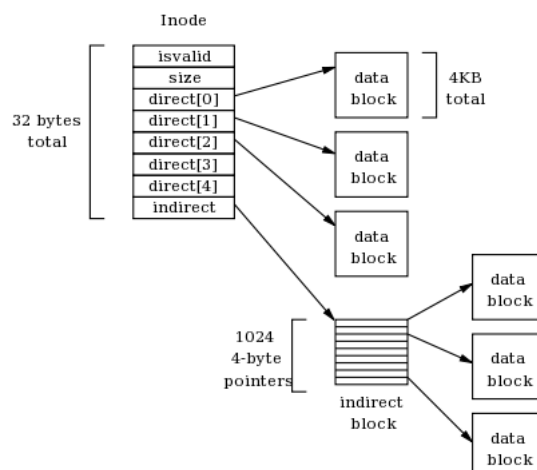 Inode
isvalid
size
direct[0]
direct[1]
direct[2]
direct[3]
direct[4]
indirect
32 bytes
total
data
block
4KB
total
data
block
data
block
1024
4-byte
pointers
indirect
block
data
block
data
block
data
block